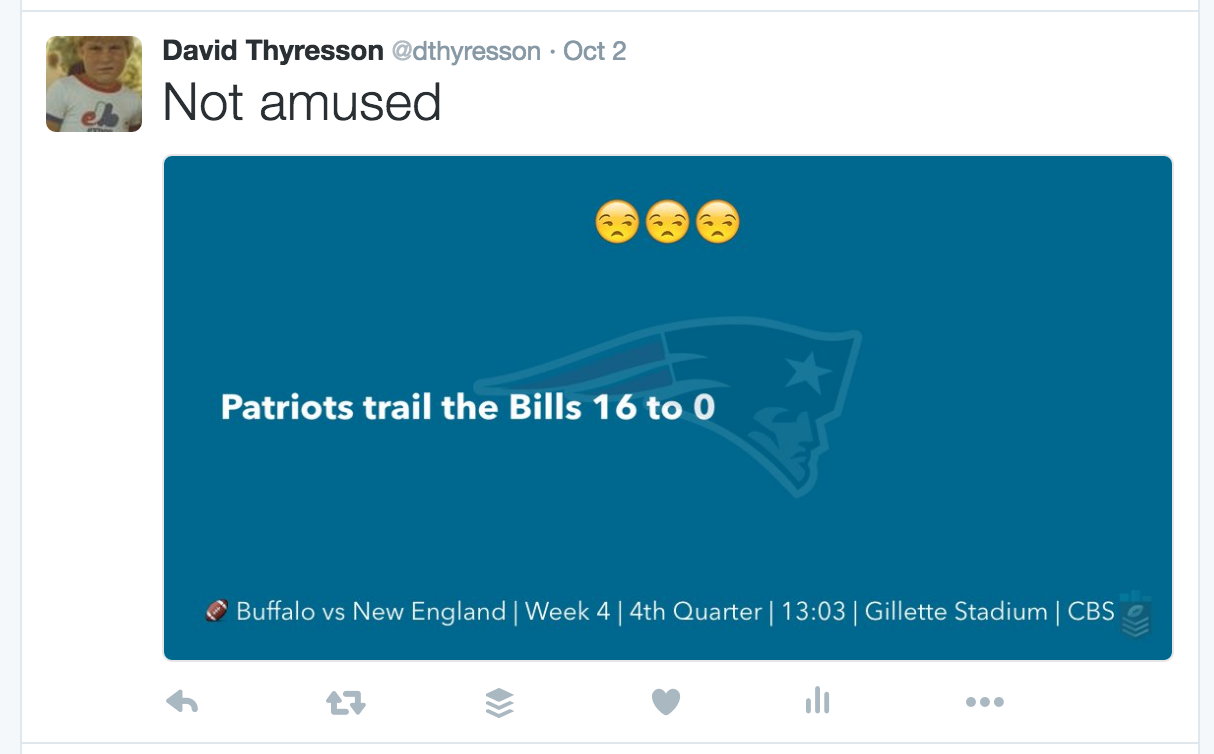 David Thyresson @dthyresson · Oct 2
Not amused
Patriots trail the Bills 16 to 0
🏈 Buffalo vs New England | Week 4 | 4th Quarter | 13:03 | Gillette Stadium | CBS